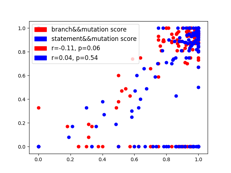 branch&&mutation score
statement&&mutation score
r=-0.11, p=0.06
r=0.04, p=0.54
1.0
0.8
0.6
0.4
0.2
0.0
0.0 0.2 0.4 0.6 0.8 1.0